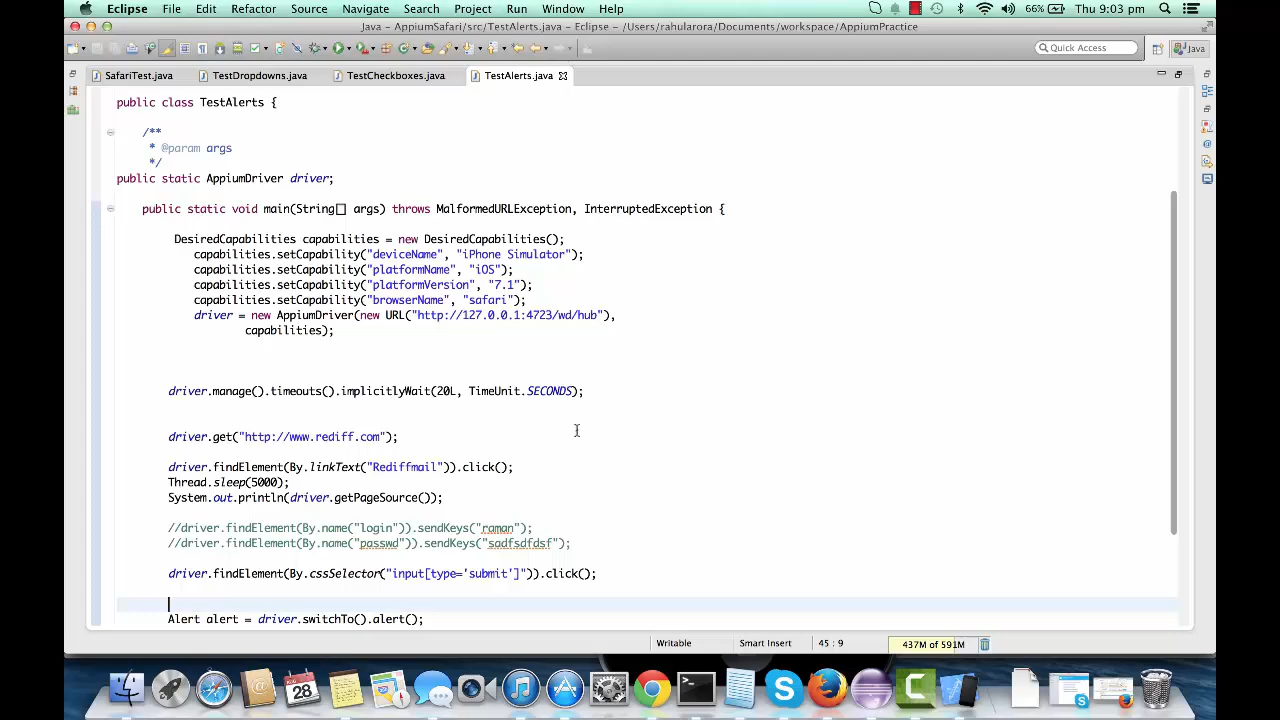 Eclipse File Edit Refactor Source Navigate Search Project Run Window Help 66% Thu 9:03 pm
Java - AppiumSafari/src/TestAlerts.java - Eclipse - /Users/rahularora/Documents/workspace/AppiumPractice
Quick Access Java
SafariTest.java TestDropdowns.java TestCheckboxes.java TestAlerts.java
public class TestAlerts {
/**
* @param args
*/
public static AppiumDriver driver;
public static void main(String[] args) throws MalformedURLException, InterruptedException {
DesiredCapabilities capabilities = new DesiredCapabilities();
capabilities.setCapability("deviceName", "iPhone Simulator");
capabilities.setCapability("platformName", "iOS");
capabilities.setCapability("platformVersion", "7.1");
capabilities.setCapability("browserName", "safari");
driver = new AppiumDriver(new URL("http://127.0.0.1:4723/wd/hub"),
capabilities);
driver.manage().timeouts().implicitlyWait(20L, TimeUnit.SECONDS);
driver.get("http://www.rediff.com");
driver.findElement(By.linkText("Rediffmail")).click();
Thread.sleep(5000);
System.out.println(driver.getPageSource());
//driver.findElement(By.name("login")).sendKeys("raman");
//driver.findElement(By.name("passwd")).sendKeys("sadfsdfdsf");
driver.findElement(By.cssSelector("input[type='submit']")).click();
Alert alert = driver.switchTo().alert();
Writable Smart Insert 45 : 9 437M of 591M
28